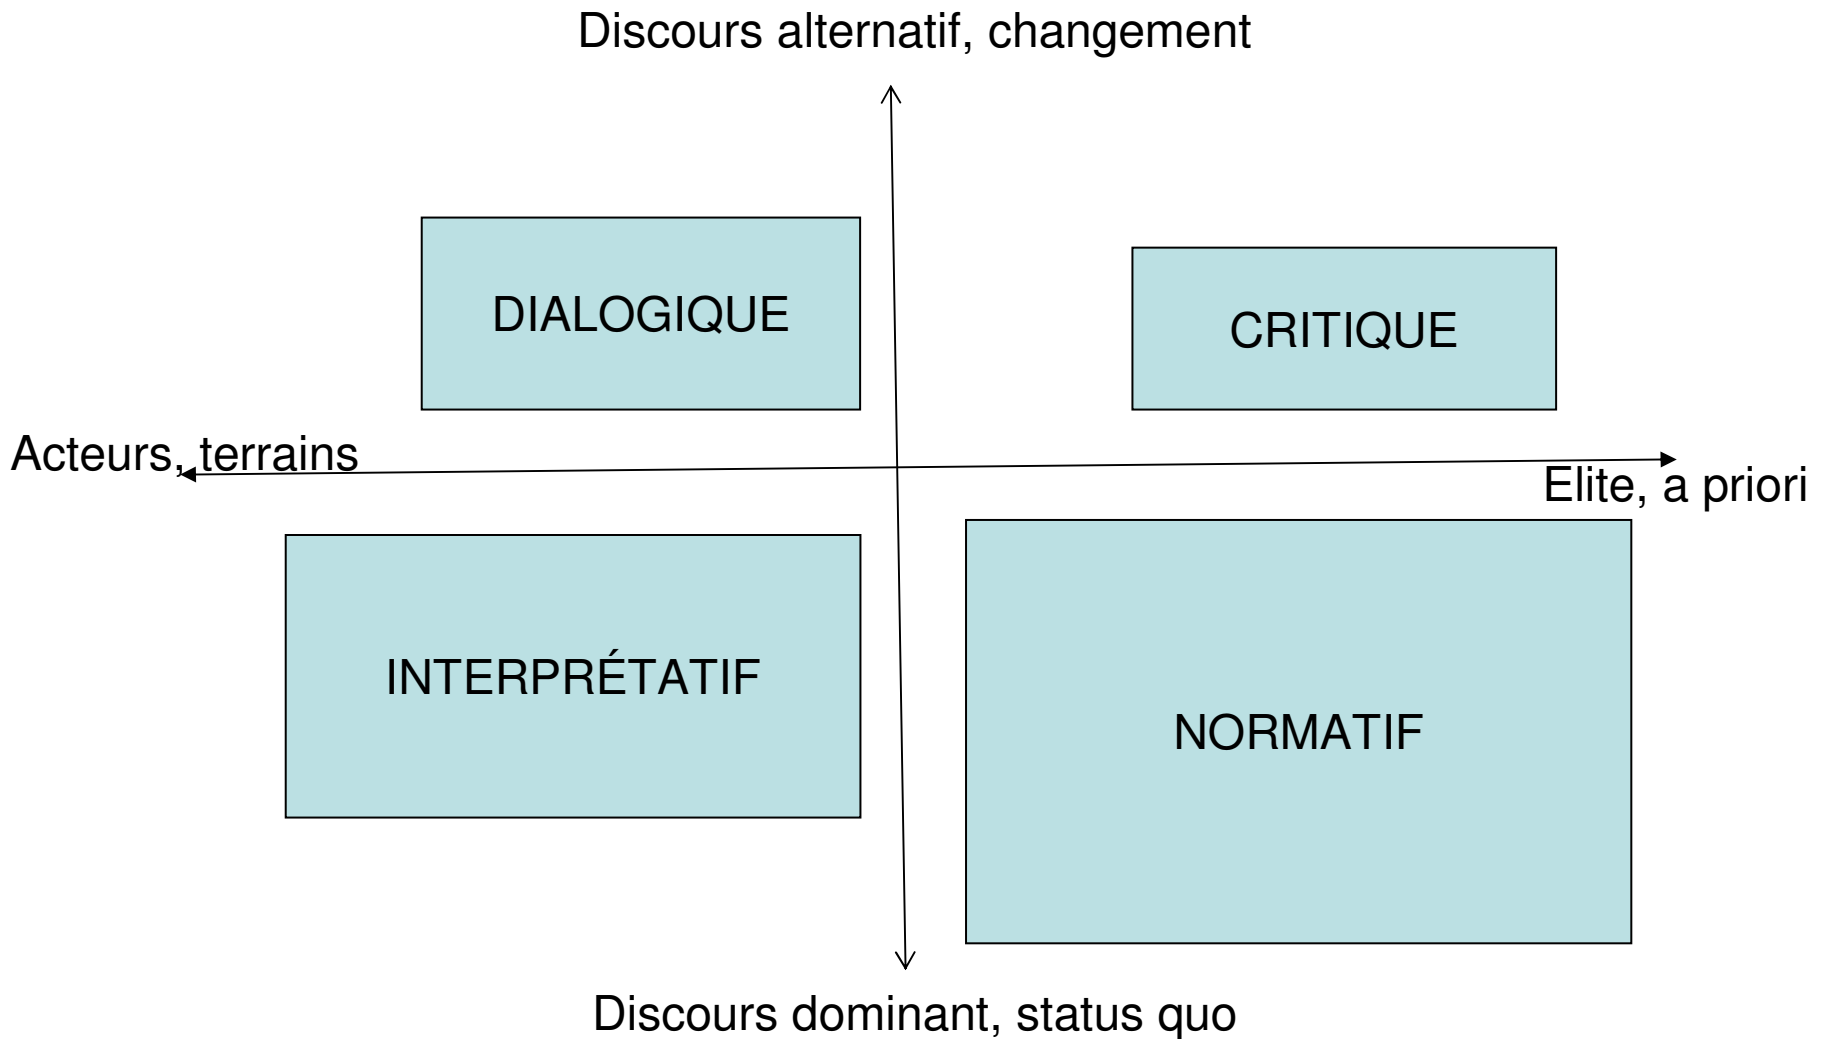 Discours alternatif, changement
DIALOGIQUE
CRITIQUE
Acteurs, terrains
Elite, a priori
INTERPRÉTATIF
NORMATIF
Discours dominant, status quo